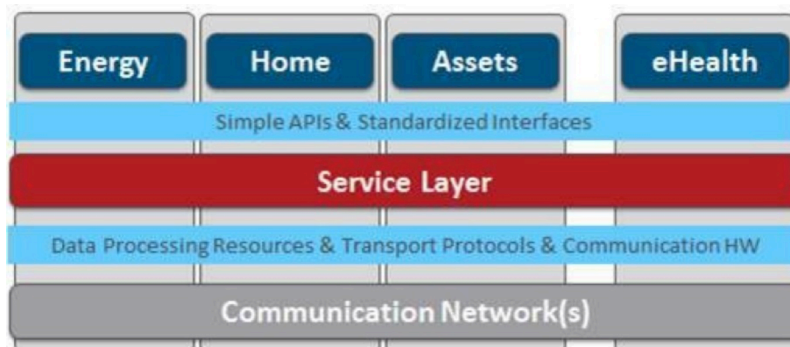 Energy Home Assets eHealth
Simple APIs & Standardized Interfaces
Service Layer
Data Processing Resources & Transport Protocols & Communication HW
Communication Network(s)